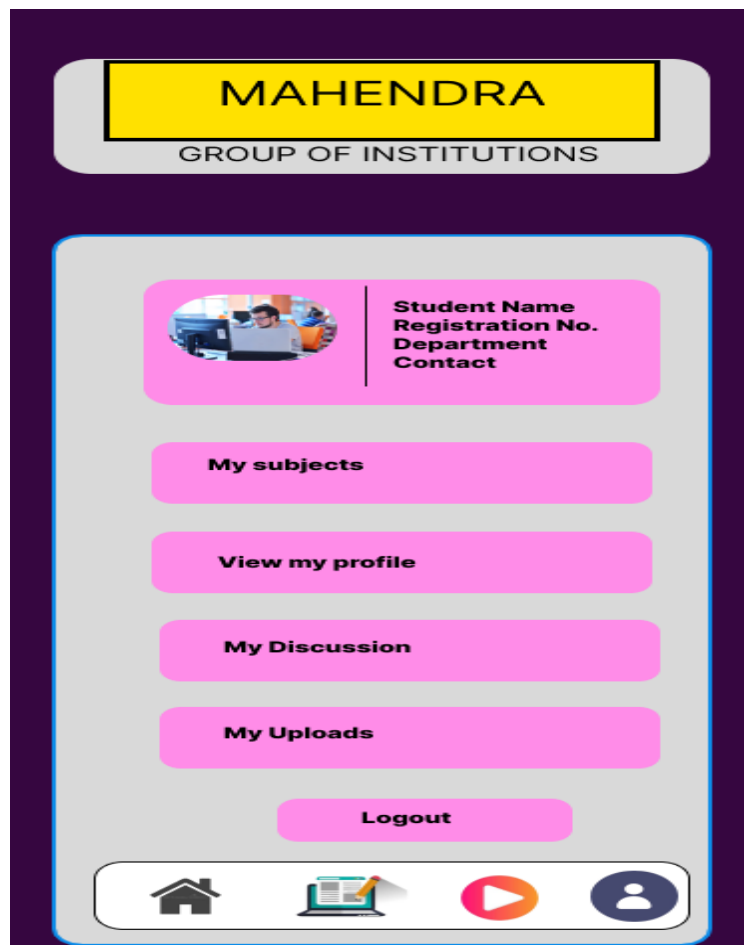 MAHENDRA
GROUP OF INSTITUTIONS
Student Name
Registration No.
Department
Contact
My subjects
View my profile
My Discussion
My Uploads
Logout